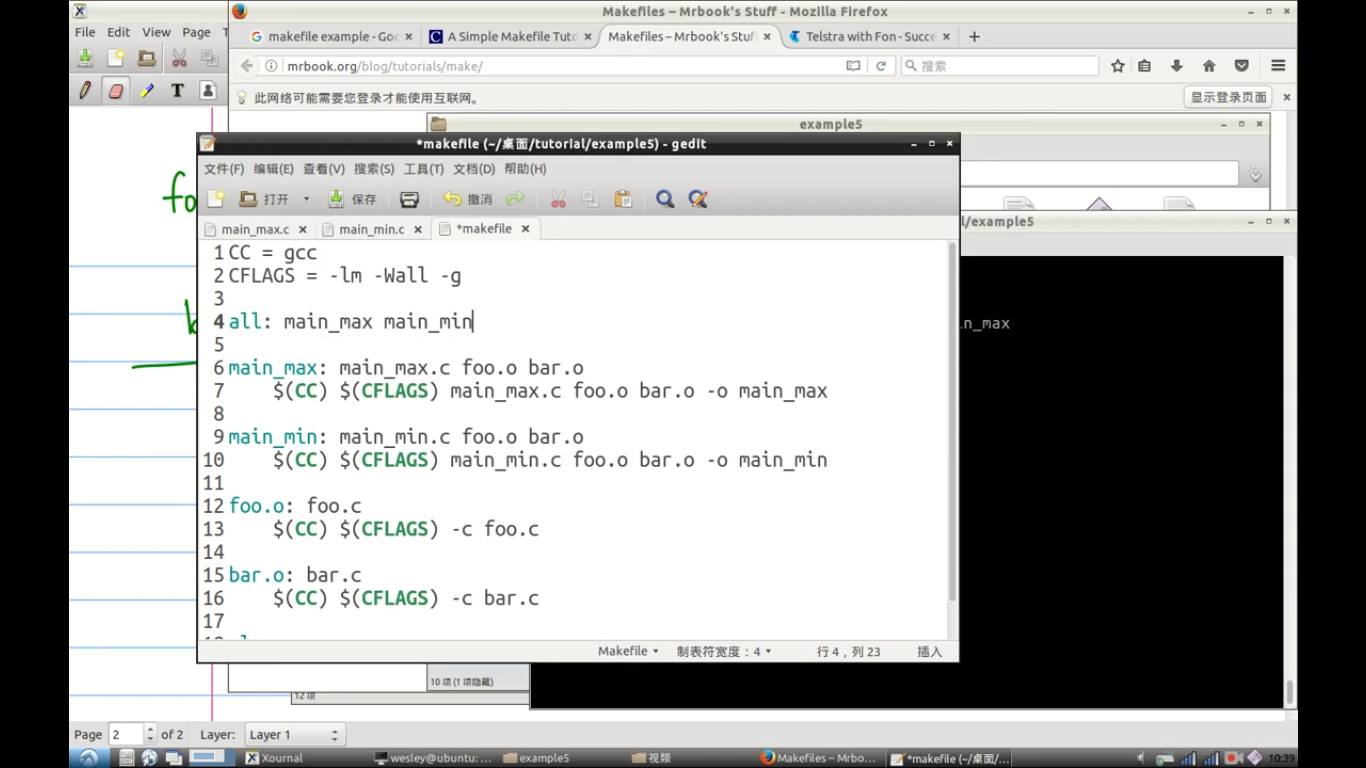 Makefiles – Mrbook's Stuff - Mozilla Firefox
File Edit View Page
makefile example - Goo
A Simple Makefile Tuto
Makefiles – Mrbook's Stuf
Telstra with Fon - Succe
mrbook.org/blog/tutorials/make/
搜索
此网络可能需要您登录才能使用互联网。
显示登录页面
example5
*makefile (~/桌面/tutorial/example5) - gedit
文件(F) 编辑(E) 查看(V) 搜索(S) 工具(T) 文档(D) 帮助(H)
打开 保存 撤消
l/example5
main_max.c
main_min.c
*makefile
1 CC = gcc
2 CFLAGS = -lm -Wall -g
3
4 all: main_max main_min
in_max
5
6 main_max: main_max.c foo.o bar.o
7 $(CC) $(CFLAGS) main_max.c foo.o bar.o -o main_max
8
9 main_min: main_min.c foo.o bar.o
10 $(CC) $(CFLAGS) main_min.c foo.o bar.o -o main_min
11
12 foo.o: foo.c
13 $(CC) $(CFLAGS) -c foo.c
14
15 bar.o: bar.c
16 $(CC) $(CFLAGS) -c bar.c
17
Makefile 制表符宽度：4 行 4，列 23 插入
10 项 (1 项隐藏)
12 项
Page 2 of 2 Layer: Layer 1
Xournal
wesley@ubuntu: ...
example5
视频
Makefiles – Mrbo...
*makefile (~/桌面/...
10:39